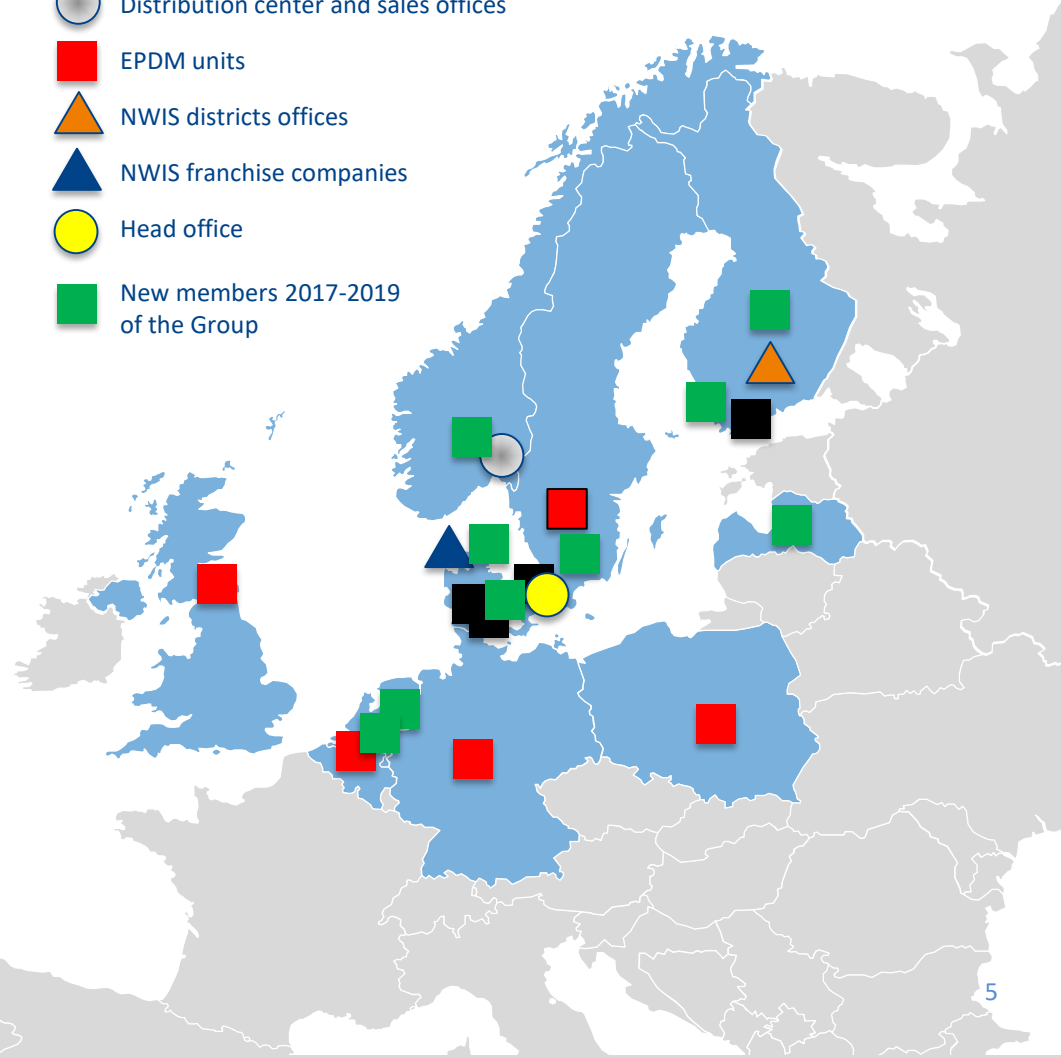 Distribution center and sales offices
EPDM units
NWIS districts offices
NWIS franchise companies
Head office
New members 2017-2019
of the Group
5